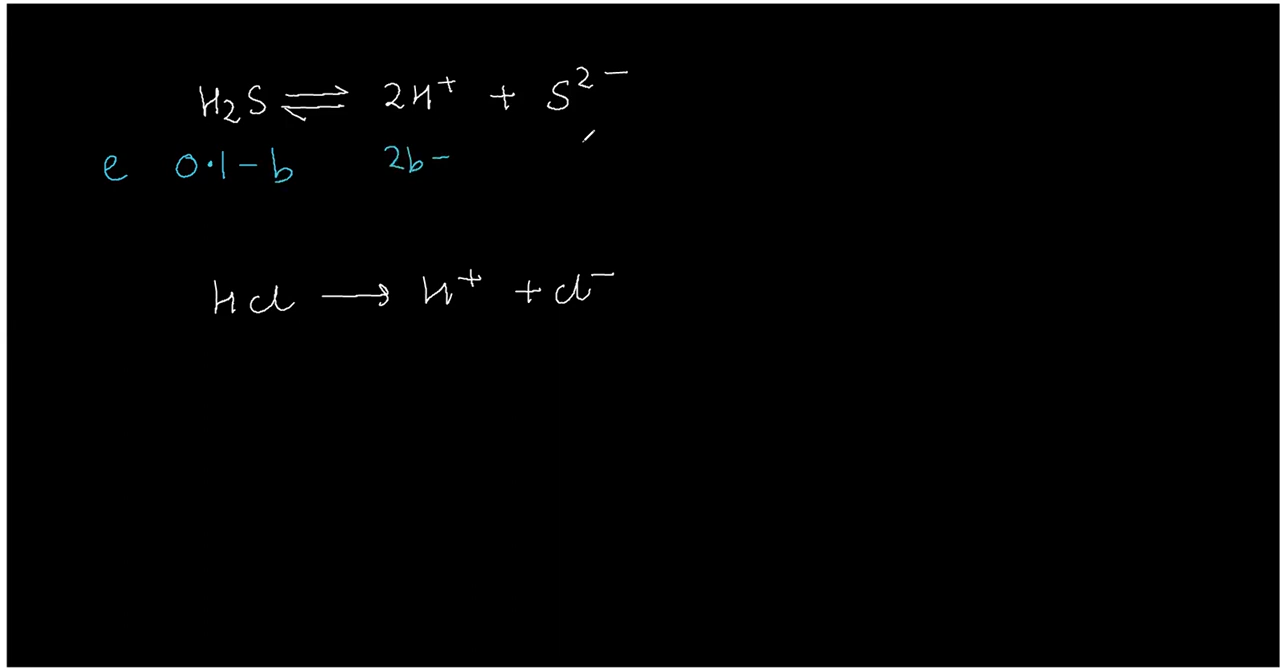 H₂S ⇌ 2H⁺ + S²⁻
e 0·1-b 2b-
HCl ⟶ H⁺ + Cl⁻